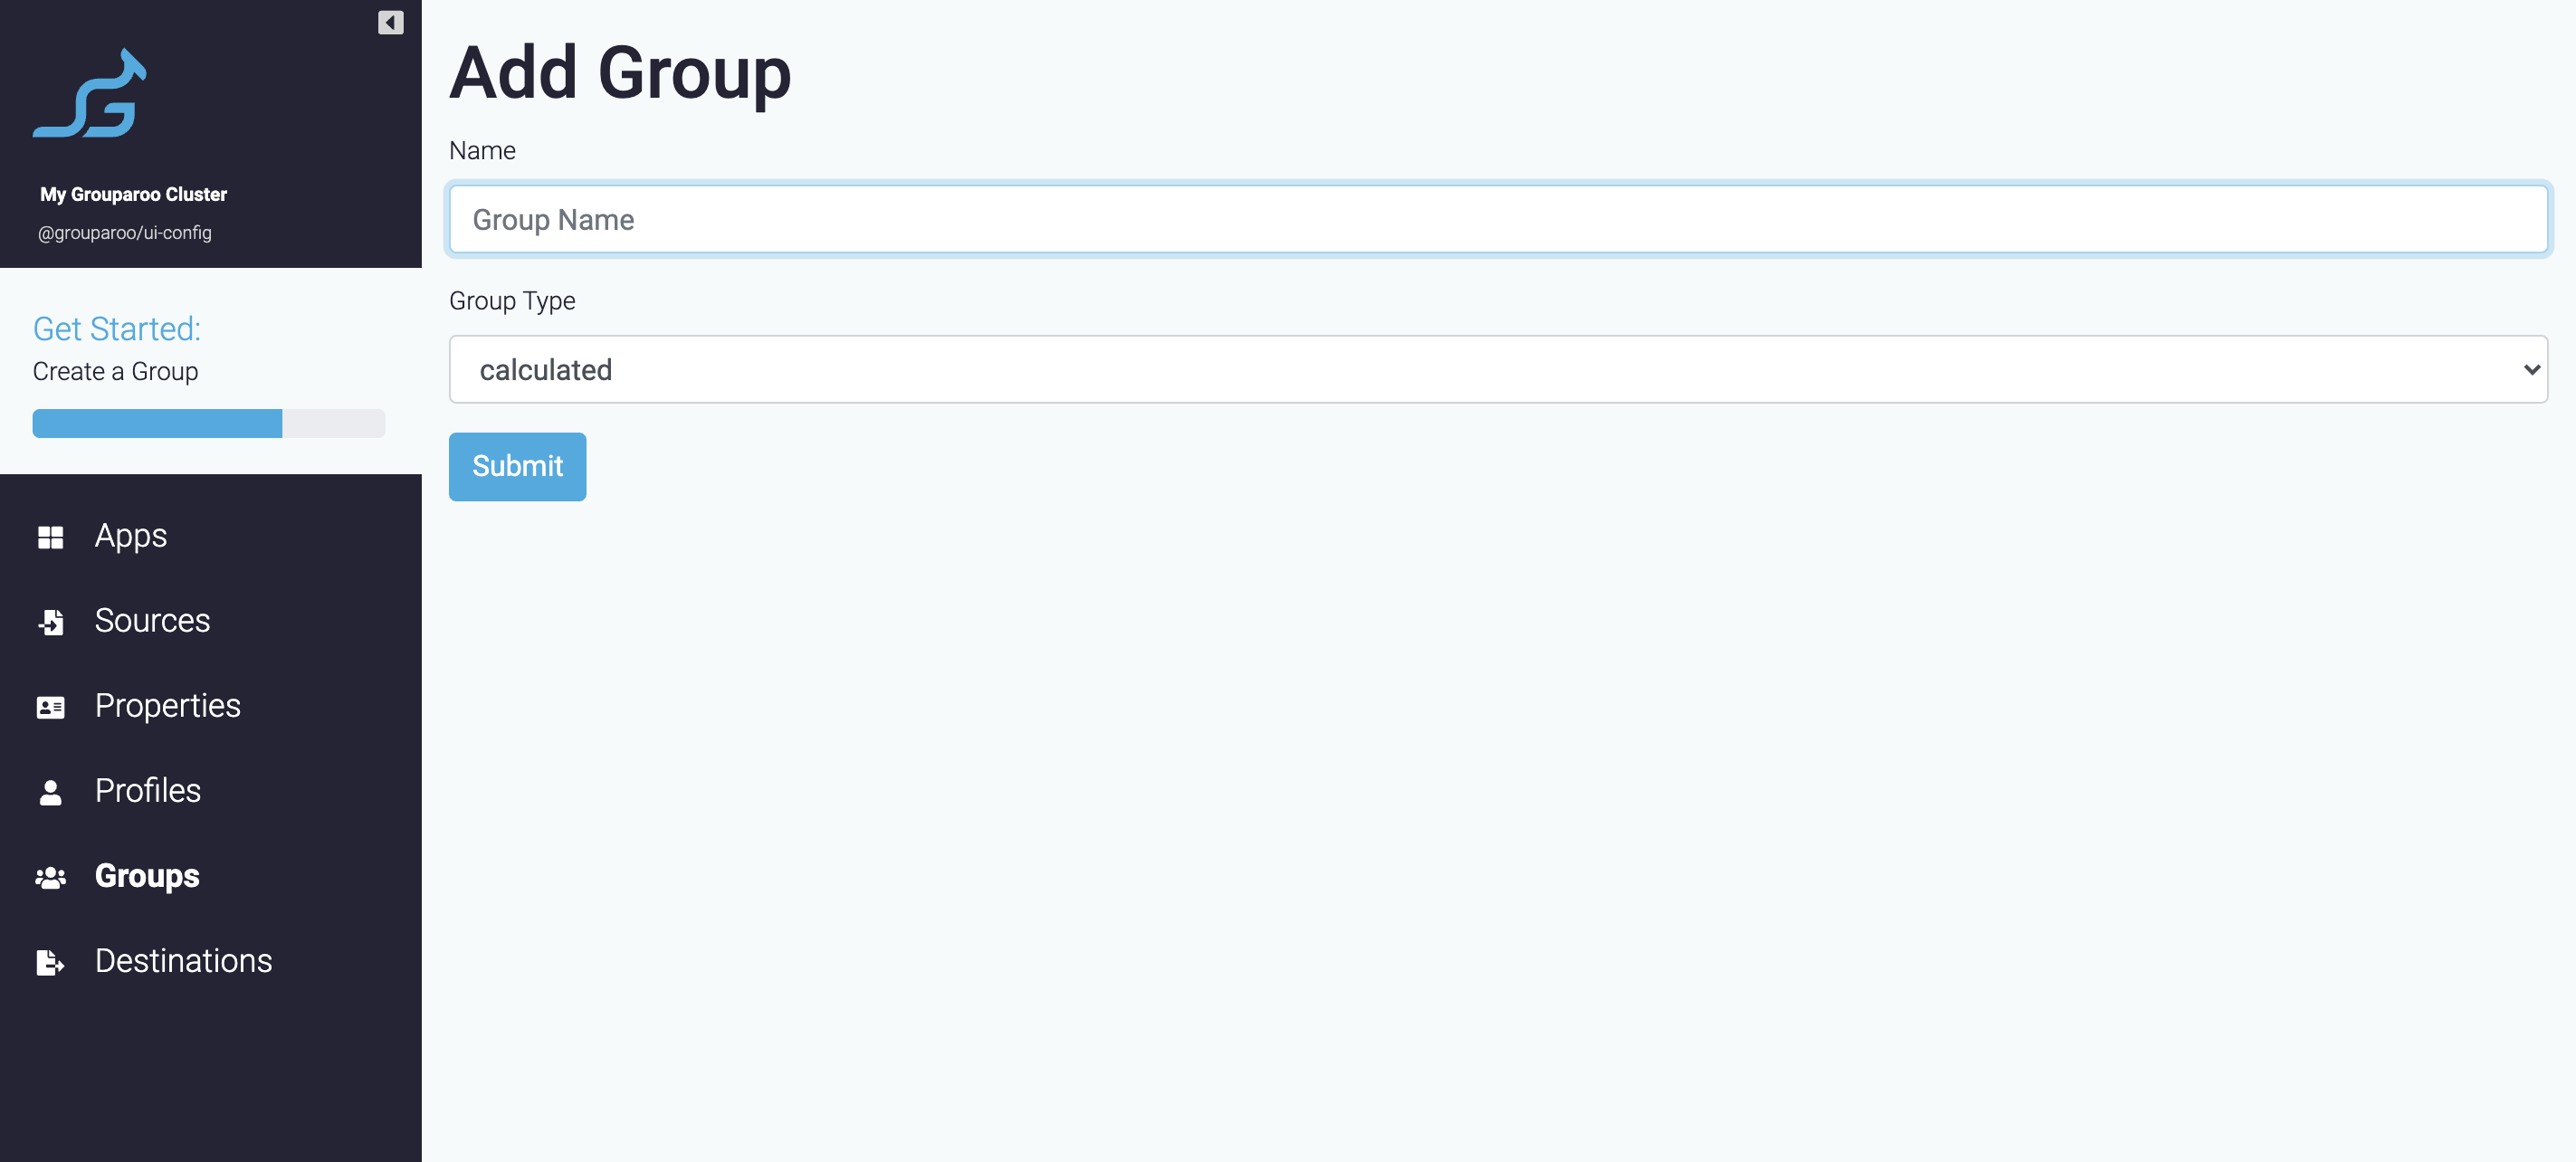 My Grouparoo Cluster
@grouparoo/ui-config
Get Started:
Create a Group
Apps
Sources
Properties
Profiles
Groups
Destinations
Add Group
Name
Group Name
Group Type
calculated
Submit